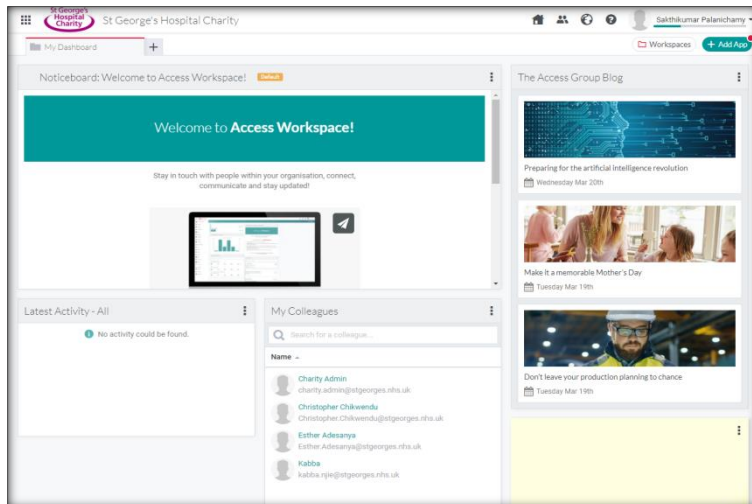 St George's
Hospital
Charity
St George's Hospital Charity
Sakthikumar Palanichamy
My Dashboard
+
Workspaces
+ Add App
Noticeboard: Welcome to Access Workspace!
Default
Welcome to Access Workspace!
Stay in touch with people within your organisation, connect,
communicate and stay updated!
The Access Group Blog
Preparing for the artificial intelligence revolution
Wednesday Mar 20th
Make it a memorable Mother's Day
Tuesday Mar 19th
Don't leave your production planning to chance
Tuesday Mar 19th
Latest Activity - All
No activity could be found.
My Colleagues
Search for a colleague...
Name
Charity Admin
charity.admin@stgeorges.nhs.uk
Christopher Chikwendu
Christopher.Chikwendu@stgeorges.nhs.uk
Esther Adesanya
Esther.Adesanya@stgeorges.nhs.uk
Kabba
kabba.njie@stgeorges.nhs.uk